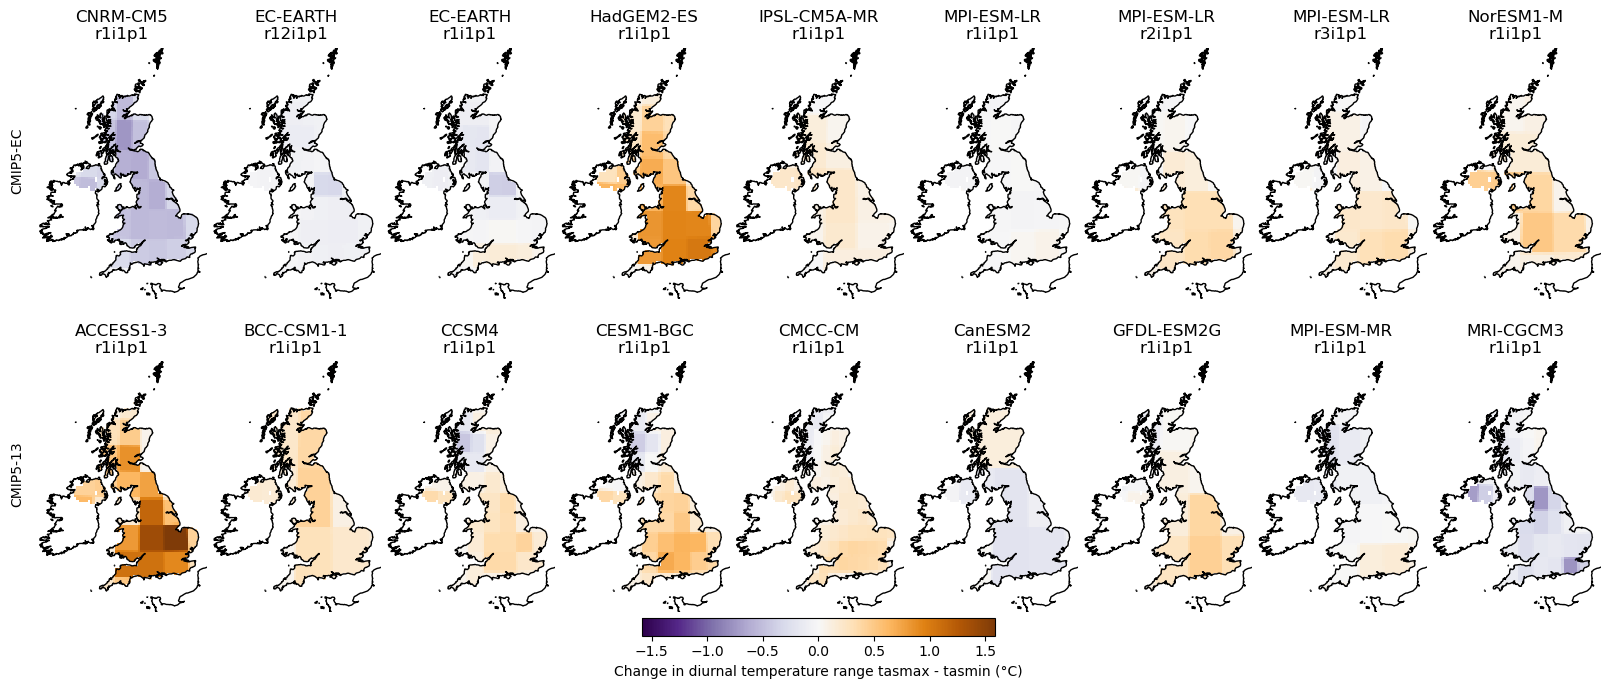 CNRM-CM5
r1i1p1
EC-EARTH
r12i1p1
EC-EARTH
r1i1p1
HadGEM2-ES
r1i1p1
IPSL-CM5A-MR
r1i1p1
MPI-ESM-LR
r1i1p1
MPI-ESM-LR
r2i1p1
MPI-ESM-LR
r3i1p1
NorESM1-M
r1i1p1
CMIP5-EC
ACCESS1-3
r1i1p1
BCC-CSM1-1
r1i1p1
CCSM4
r1i1p1
CESM1-BGC
r1i1p1
CMCC-CM
r1i1p1
CanESM2
r1i1p1
GFDL-ESM2G
r1i1p1
MPI-ESM-MR
r1i1p1
MRI-CGCM3
r1i1p1
CMIP5-13
−1.5 −1.0 −0.5 0.0 0.5 1.0 1.5
Change in diurnal temperature range tasmax - tasmin (°C)